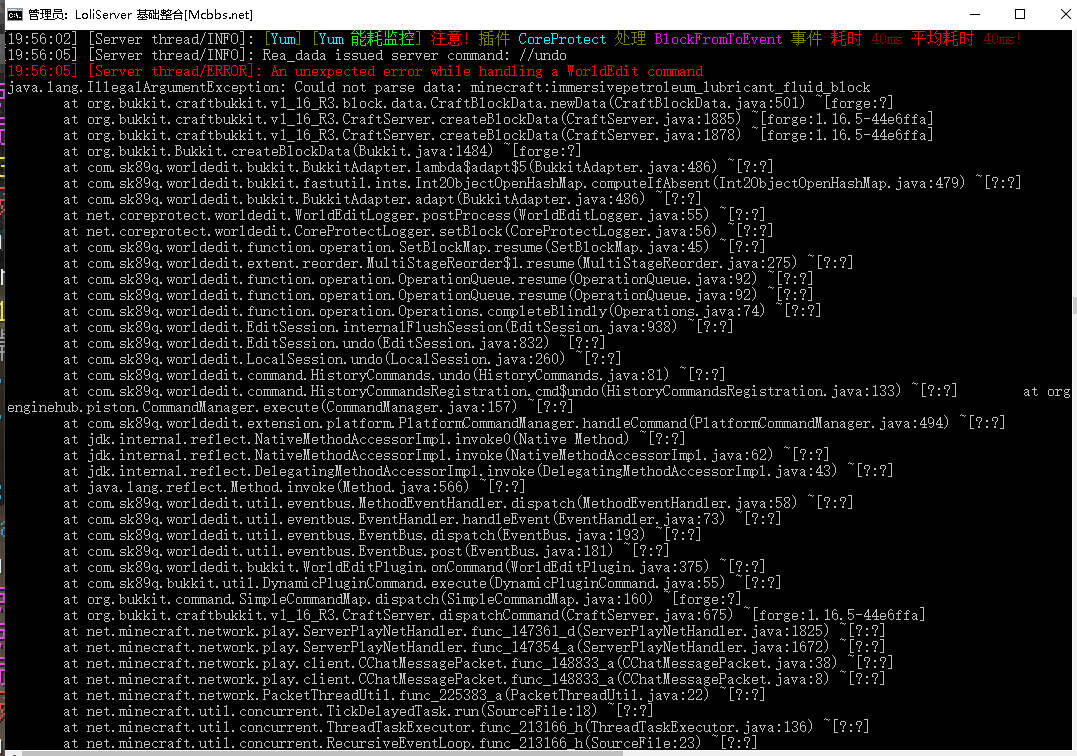 管理员：LoliServer 基础整合[Mcbbs.net]
19:56:02] [Server thread/INFO]: [Yum] [Yum 能耗监控] 注意! 插件 CoreProtect 处理 BlockFromToEvent 事件 耗时 40ms 平均耗时 40ms!
19:56:05] [Server thread/INFO]: Rea_dada issued server command: //undo
19:56:05] [Server thread/ERROR]: An unexpected error while handling a WorldEdit command
java.lang.IllegalArgumentException: Could not parse data: minecraft:immersivepetroleum_lubricant_fluid_block
at org.bukkit.craftbukkit.v1_16_R3.block.data.CraftBlockData.newData(CraftBlockData.java:501) ~[forge:?]
at org.bukkit.craftbukkit.v1_16_R3.CraftServer.createBlockData(CraftServer.java:1885) ~[forge:1.16.5-44e6ffa]
at org.bukkit.craftbukkit.v1_16_R3.CraftServer.createBlockData(CraftServer.java:1878) ~[forge:1.16.5-44e6ffa]
at org.bukkit.Bukkit.createBlockData(Bukkit.java:1484) ~[forge:?]
at com.sk89q.worldedit.bukkit.BukkitAdapter.lambda$adapt$5(BukkitAdapter.java:486) ~[?:?]
at com.sk89q.worldedit.bukkit.fastutil.ints.Int2ObjectOpenHashMap.computeIfAbsent(Int2ObjectOpenHashMap.java:479) ~[?:?]
at com.sk89q.worldedit.bukkit.BukkitAdapter.adapt(BukkitAdapter.java:486) ~[?:?]
at net.coreprotect.worldedit.WorldEditLogger.postProcess(WorldEditLogger.java:55) ~[?:?]
at net.coreprotect.worldedit.CoreProtectLogger.setBlock(CoreProtectLogger.java:56) ~[?:?]
at com.sk89q.worldedit.function.operation.SetBlockMap.resume(SetBlockMap.java:45) ~[?:?]
at com.sk89q.worldedit.extent.reorder.MultiStageReorder$1.resume(MultiStageReorder.java:275) ~[?:?]
at com.sk89q.worldedit.function.operation.OperationQueue.resume(OperationQueue.java:92) ~[?:?]
at com.sk89q.worldedit.function.operation.OperationQueue.resume(OperationQueue.java:92) ~[?:?]
at com.sk89q.worldedit.function.operation.Operations.completeBlindly(Operations.java:74) ~[?:?]
at com.sk89q.worldedit.EditSession.internalFlushSession(EditSession.java:938) ~[?:?]
at com.sk89q.worldedit.EditSession.undo(EditSession.java:832) ~[?:?]
at com.sk89q.worldedit.LocalSession.undo(LocalSession.java:260) ~[?:?]
at com.sk89q.worldedit.command.HistoryCommands.undo(HistoryCommands.java:81) ~[?:?]
at com.sk89q.worldedit.command.HistoryCommandsRegistration.cmd$undo(HistoryCommandsRegistration.java:133) ~[?:?] at org
enginehub.piston.CommandManager.execute(CommandManager.java:157) ~[?:?]
at com.sk89q.worldedit.extension.platform.PlatformCommandManager.handleCommand(PlatformCommandManager.java:494) ~[?:?]
at jdk.internal.reflect.NativeMethodAccessorImpl.invoke0(Native Method) ~[?:?]
at jdk.internal.reflect.NativeMethodAccessorImpl.invoke(NativeMethodAccessorImpl.java:62) ~[?:?]
at jdk.internal.reflect.DelegatingMethodAccessorImpl.invoke(DelegatingMethodAccessorImpl.java:43) ~[?:?]
at java.lang.reflect.Method.invoke(Method.java:566) ~[?:?]
at com.sk89q.worldedit.util.eventbus.MethodEventHandler.dispatch(MethodEventHandler.java:58) ~[?:?]
at com.sk89q.worldedit.util.eventbus.EventHandler.handleEvent(EventHandler.java:73) ~[?:?]
at com.sk89q.worldedit.util.eventbus.EventBus.dispatch(EventBus.java:193) ~[?:?]
at com.sk89q.worldedit.util.eventbus.EventBus.post(EventBus.java:181) ~[?:?]
at com.sk89q.worldedit.bukkit.WorldEditPlugin.onCommand(WorldEditPlugin.java:375) ~[?:?]
at com.sk89q.bukkit.util.DynamicPluginCommand.execute(DynamicPluginCommand.java:55) ~[?:?]
at org.bukkit.command.SimpleCommandMap.dispatch(SimpleCommandMap.java:160) ~[forge:?]
at org.bukkit.craftbukkit.v1_16_R3.CraftServer.dispatchCommand(CraftServer.java:675) ~[forge:1.16.5-44e6ffa]
at net.minecraft.network.play.ServerPlayNetHandler.func_147361_d(ServerPlayNetHandler.java:1825) ~[?:?]
at net.minecraft.network.play.ServerPlayNetHandler.func_147354_a(ServerPlayNetHandler.java:1672) ~[?:?]
at net.minecraft.network.play.client.CChatMessagePacket.func_148833_a(CChatMessagePacket.java:38) ~[?:?]
at net.minecraft.network.play.client.CChatMessagePacket.func_148833_a(CChatMessagePacket.java:8) ~[?:?]
at net.minecraft.network.PacketThreadUtil.func_225383_a(PacketThreadUtil.java:22) ~[?:?]
at net.minecraft.util.concurrent.TickDelayedTask.run(SourceFile:18) ~[?:?]
at net.minecraft.util.concurrent.ThreadTaskExecutor.func_213166_h(ThreadTaskExecutor.java:136) ~[?:?]
at net.minecraft.util.concurrent.RecursiveEventLoop.func_213166_h(SourceFile:23) ~[?:?]